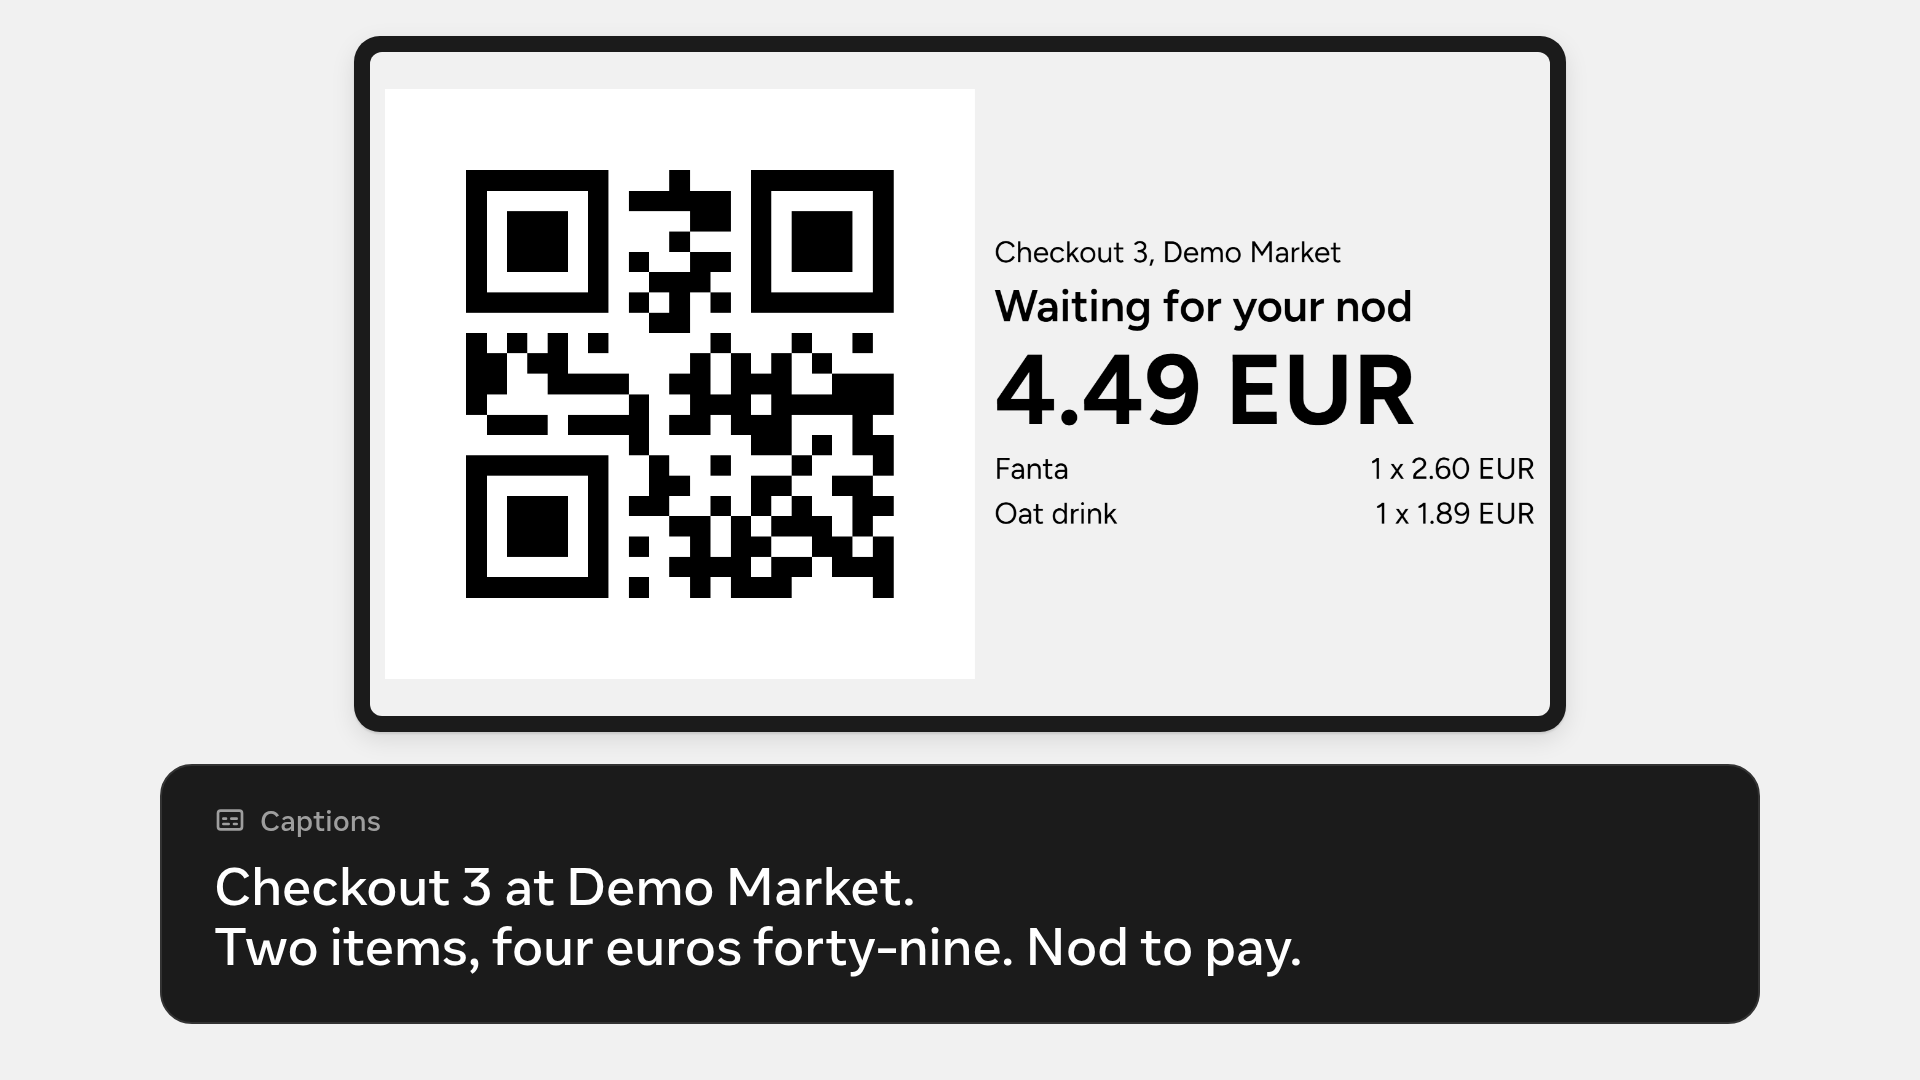 Checkout 3, Demo Market
Waiting for your nod
4.49 EUR
Fanta 1 x 2.60 EUR
Oat drink 1 x 1.89 EUR
Captions
Checkout 3 at Demo Market.
Two items, four euros forty-nine. Nod to pay.